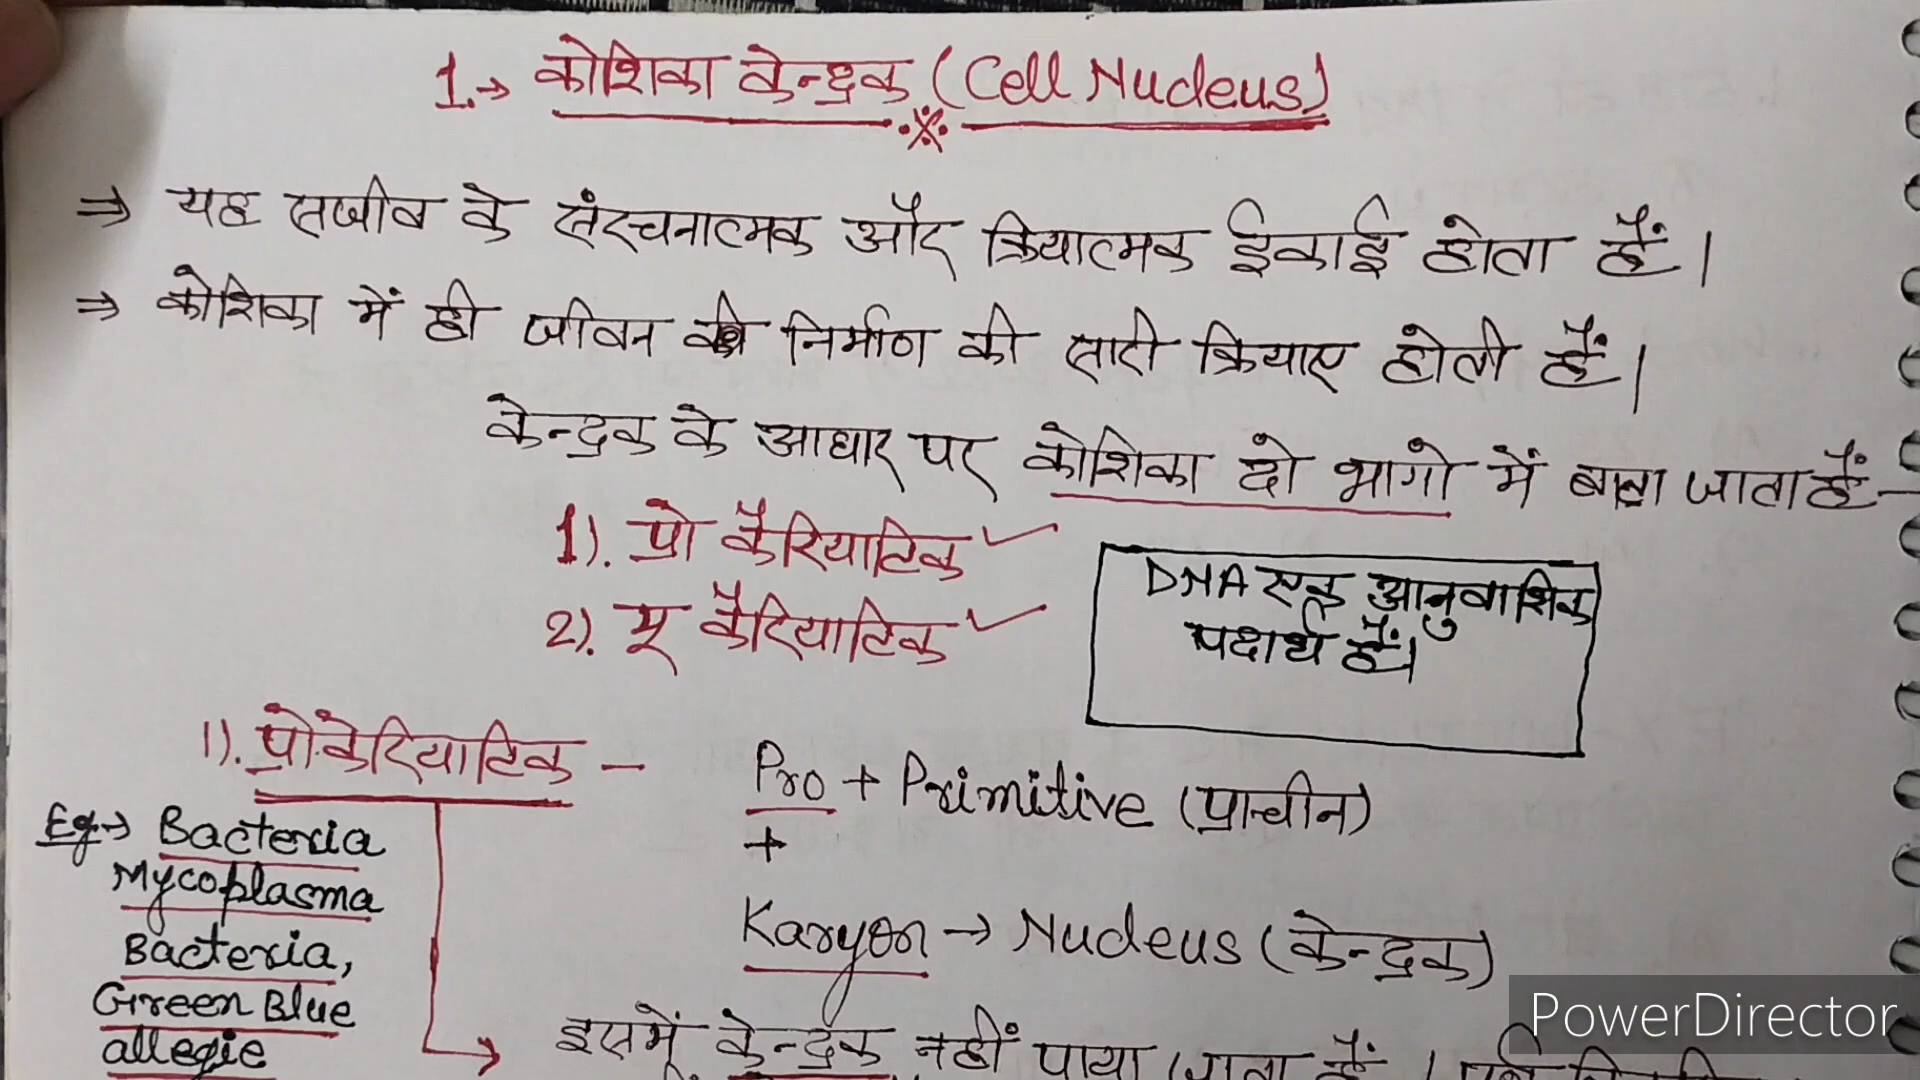 1.→ कोशिका केन्द्रक (Cell Nucleus)
⇒ यह सजीव के संरचनात्मक और क्रियात्मक ईकाई होता हैं।
⇒ कोशिका में ही जीवन के निर्माण की सारी क्रियाए होती हैं।
केन्द्रक के आधार पर कोशिका दो भागो में बाता जाता हैं-
1). प्रो कैरियाटिक ✓
2). यू कैरियाटिक ✓
DNA एक आनुवाशिक
पदार्थ हैं।
1). प्रोकेरियाटिक -
Pro + Primitive (प्राचीन)
+
Karyon → Nucleus (केन्द्रक)
Eg→ Bacteria
Mycoplasma
Bacteria,
Green Blue
allegie
इसमें केन्द्रक नहीं पाया जाता हैं।
PowerDirector